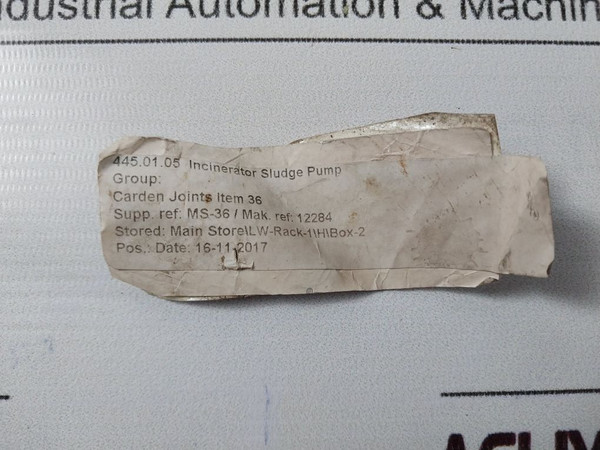 Industrial Automation & Machin
445.01.05 Incinerator Sludge Pump
Group:
Carden Joints Item 36
Supp. ref: MS-36 / Mak. ref: 12284
Stored: Main Store\LW-Rack-1\H\Box-2
Pos.: Date: 16-11-2017